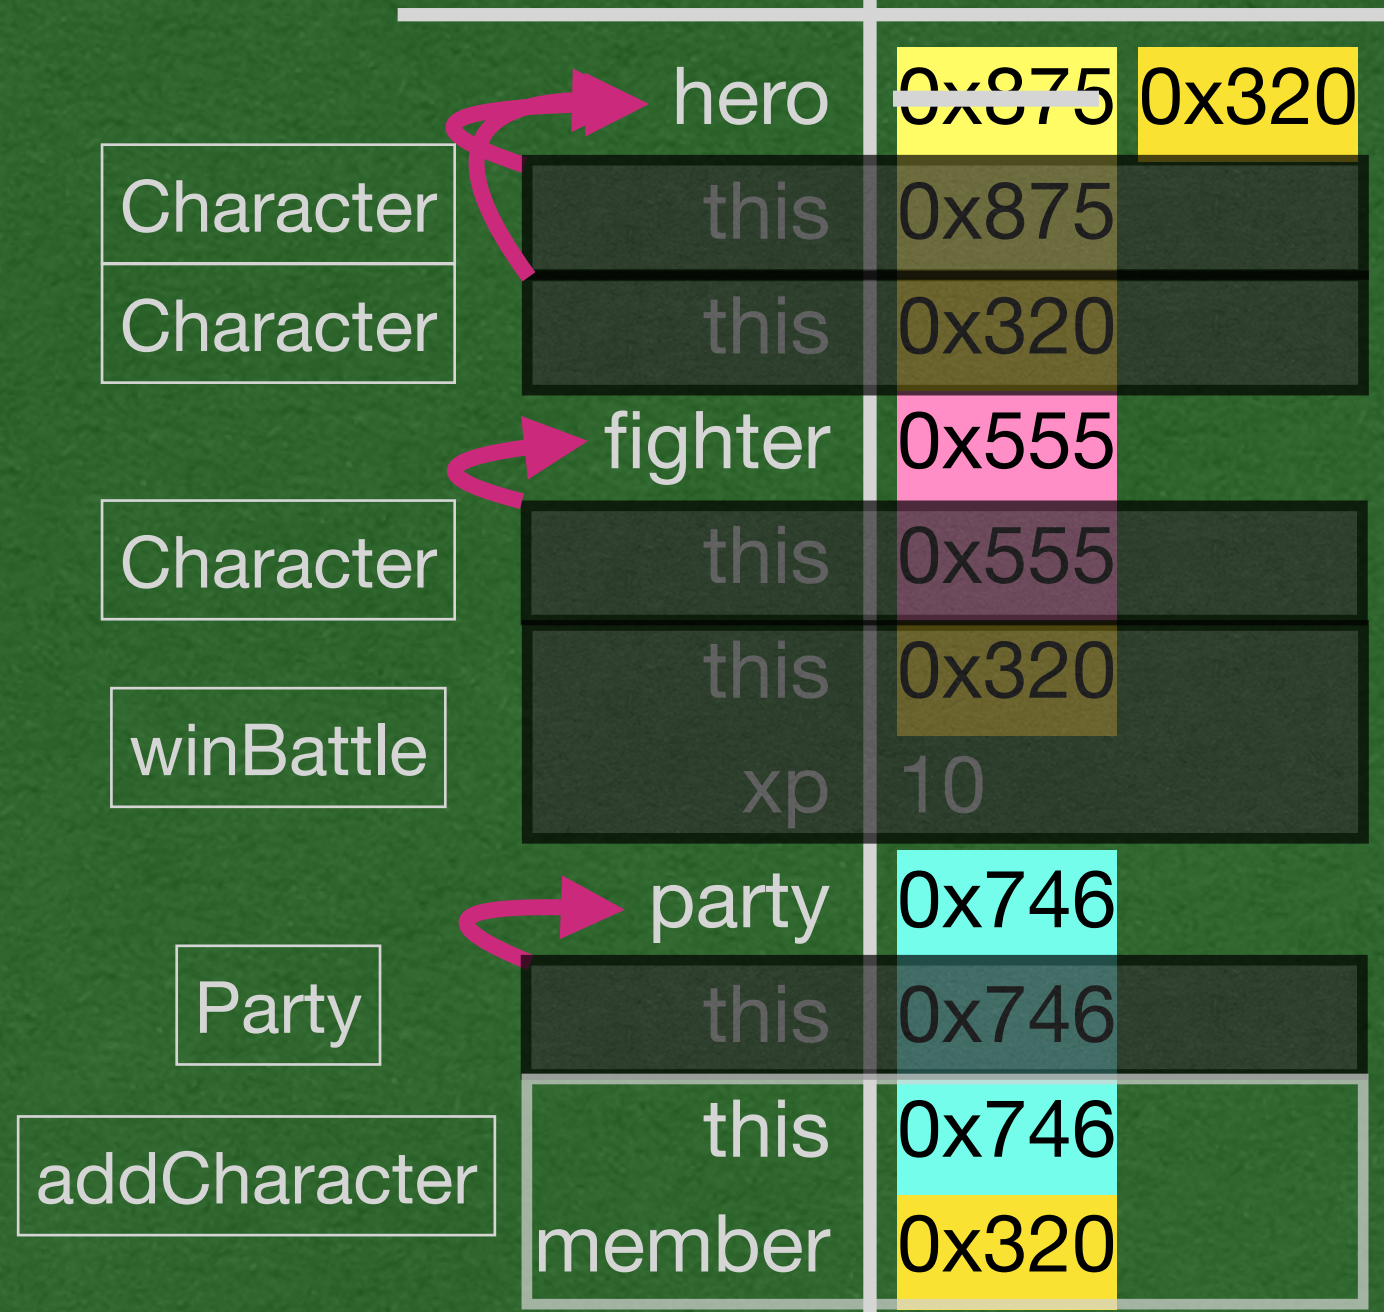 hero 0x875 0x320
Character this 0x875
Character this 0x320
fighter 0x555
Character this 0x555
this 0x320
winBattle
xp 10
party 0x746
Party this 0x746
this 0x746
addCharacter
member 0x320